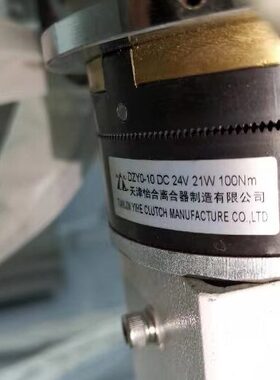 DZY0-10 DC 24V 21W 100Nm
天津怡合离合器制造有限公司
TIANJIN YIHE CLUTCH MANUFACTURE CO.,LTD